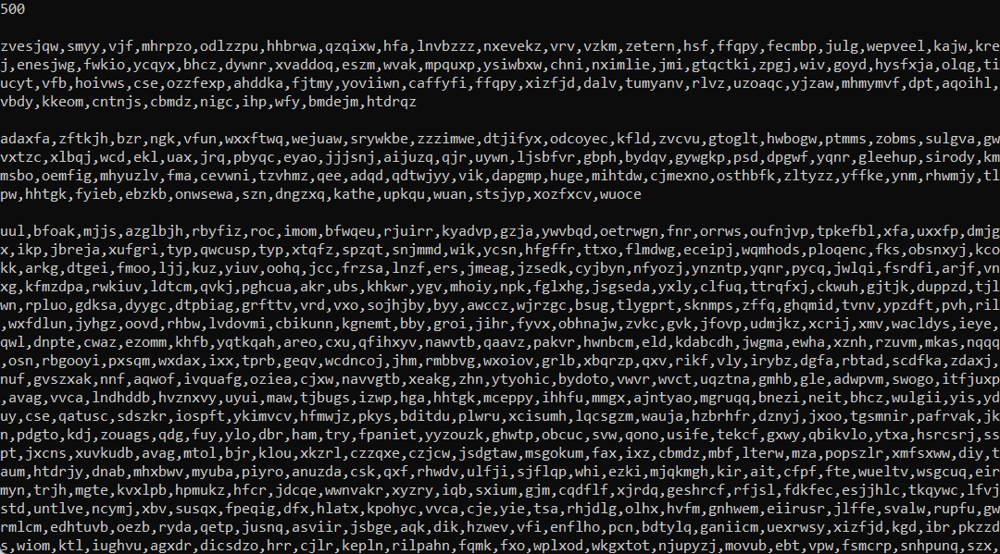 500
zvesjqw,smyy,vjf,mhrpzo,odlzzpu,hhbrwa,qzqixw,hfa,lnvbzzz,nxevekz,vrv,vzkm,zetern,hsf,ffqpy,fecmbp,julg,wepveel,kajw,kre
j,enesjwg,fwkio,ycqyx,bhcz,dywnr,xvaddoq,eszm,wvak,mpquxp,ysiwbxw,chni,nximlie,jmi,gtqctki,zpgj,wiv,goyd,hysfxja,olqg,ti
ucyt,vfb,hoivws,cse,ozzfexp,ahddka,fjtmy,yoviiwn,caffyfi,ffqpy,xizfjd,dalv,tumyanv,rlvz,uzoaqc,yjzaw,mhmymvf,dpt,aqoihl,
vbdy,kkeom,cntnjs,cbmdz,nigc,ihp,wfy,bmdejm,htdrqz
adaxfa,zftkjh,bzr,ngk,vfun,wxxftwq,wejuaw,srywkbe,zzzimwe,dtjifyx,odcoyec,kfld,zvcvu,gtoglt,hwbogw,ptmms,zobms,sulgva,gw
vxtzc,xlbqj,wcd,ekl,uax,jrq,pbyqc,eyao,jjjsnj,aijuzq,qjr,uywn,ljsbfvr,gbph,bydqv,gywgkp,psd,dpgwf,yqnr,gleehup,sirody,km
msbo,oemfig,mhyuzlv,fma,cevwni,tzvhmz,qee,adqd,qdtwjyy,vik,dapgmp,huge,mihtdw,cjmexno,osthbfk,zltyzz,yffke,ynm,rhwmjy,tl
pw,hhtgk,fyieb,ebzkb,onwsewa,szn,dngzxq,kathe,upkqu,wuan,stsjyp,xozfxcv,wuoce
uul,bfoak,mjjs,azglbjh,rbyfiz,roc,imom,bfwqeu,rjuirr,kyadvp,gzja,ywvbqd,oetrwgn,fnr,orrws,oufnjvp,tpkefbl,xfa,uxxfp,dmjg
x,ikp,jbreja,xufgri,typ,qwcusp,typ,xtqfz,spzqt,snjmmd,wik,ycsn,hfgffr,ttxo,flmdwg,eceipj,wqmhods,ploqenc,fks,obsnxyj,kco
kk,arkg,dtgei,fmoo,ljj,kuz,yiuv,oohq,jcc,frzsa,lnzf,ers,jmeag,jzsedk,cyjbyn,nfyozj,ynzntp,yqnr,pycq,jwlqi,fsrdfi,arjf,vn
xg,kfmzdpa,rwkiuv,ldtcm,qvkj,pghcua,akr,ubs,khkwr,ygv,mhoiy,npk,fglxhg,jsgseda,yxly,clfuq,ttrqfxj,ckwuh,gjtjk,duppzd,tjl
wn,rpluo,gdksa,dyygc,dtpbiag,grfttv,vrd,vxo,sojhjby,byy,awccz,wjrzgc,bsug,tlygprt,sknmps,zffq,ghqmid,tvnv,ypzdft,pvh,ril
,wxfdlun,jyhgz,oovd,rhbw,lvdovmi,cbikunn,kgnemt,bby,groi,jihr,fyvx,obhnajw,zvkc,gvk,jfovp,udmjkz,xcrij,xmv,wacldys,ieye,
qwl,dnpte,cwaz,ezomm,khfb,yqtkqah,areo,cxu,qfihxyv,nawvtb,qaavz,pakvr,hwnbcm,eld,kdabcdh,jwgma,ewha,xznh,rzuvm,mkas,nqqq
,osn,rbgooyi,pxsqm,wxdax,ixx,tprb,geqv,wcdncoj,jhm,rmbbvg,wxoiov,grlb,xbqrzp,qxv,rikf,vly,irybz,dgfa,rbtad,scdfka,zdaxj,
nuf,gvszxak,nnf,aqwof,ivquafg,oziea,cjxw,navvgtb,xeakg,zhn,ytyohic,bydoto,vwvr,wvct,uqztna,gmhb,gle,adwpvm,swogo,itfjuxp
,avag,vvca,lndhddb,hvznxvy,uyui,maw,tjbugs,izwp,hga,hhtgk,mceppy,ihhfu,mmgx,ajntyao,mgruqq,bnezi,neit,bhcz,wulgii,yis,yd
uy,cse,qatusc,sdszkr,iospft,ykimvcv,hfmwjz,pkys,bditdu,plwru,xcisumh,lqcsgzm,wauja,hzbrhfr,dznyj,jxoo,tgsmnir,pafrvak,jk
n,pdgto,kdj,zouags,qdg,fuy,ylo,dbr,ham,try,fpaniet,yyzouzk,ghwtp,obcuc,svw,qono,usife,tekcf,gxwy,qbikvlo,ytxa,hsrcsrj,ss
pt,jxcns,xuvkudb,avag,mtol,bjr,klou,xkzrl,czzqxe,czjcw,jsdgtaw,msgokum,fax,ixz,cbmdz,mbf,lterw,mza,popszlr,xmfsxww,diy,t
aum,htdrjy,dnab,mhxbwv,myuba,piyro,anuzda,csk,qxf,rhwdv,ulfji,sjflqp,whi,ezki,mjqkmgh,kir,ait,cfpf,fte,wueltv,wsgcuq,eir
myn,trjh,mgte,kvxlpb,hpmukz,hfcr,jdcqe,wwnvakr,xyzry,iqb,sxium,gjm,cqdflf,xjrdq,geshrcf,rfjsl,fdkfec,esjjhlc,tkqywc,lfvj
std,untlve,ncymj,xbv,susqx,fpeqig,dfx,hlatx,kpohyc,vvca,cje,yie,tsa,rhjdlg,olhx,hvfm,gnhwem,eiirusr,jlffe,svalw,rupfu,gw
rmlcm,edhtuvb,oezb,ryda,qetp,jusnq,asviir,jsbge,aqk,dik,hzwev,vfi,enflho,pcn,bdtylq,ganiicm,uexrwsy,xizfjd,kgd,ibr,pkzzd
s,wiom,ktl,iughvu,agxdr,dicsdzo,hrr,cjlr,kepln,rilpahn,fqmk,fxo,wplxod,wkgxtot,njupyzj,movub,ebt,vpw,fsmcrp,snhpunq,szx,